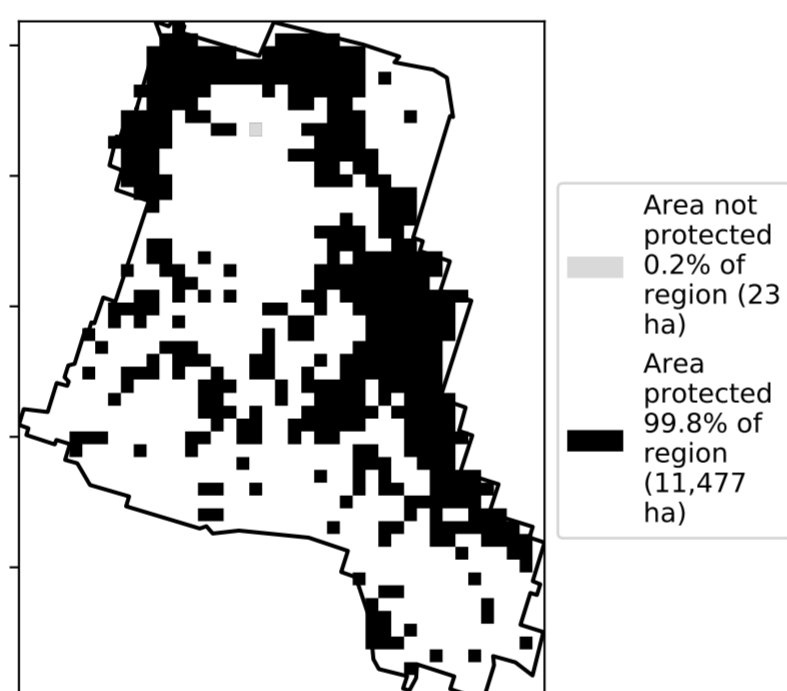 Area not
protected
0.2% of
region (23
ha)
Area
protected
99.8% of
region
(11,477
ha)